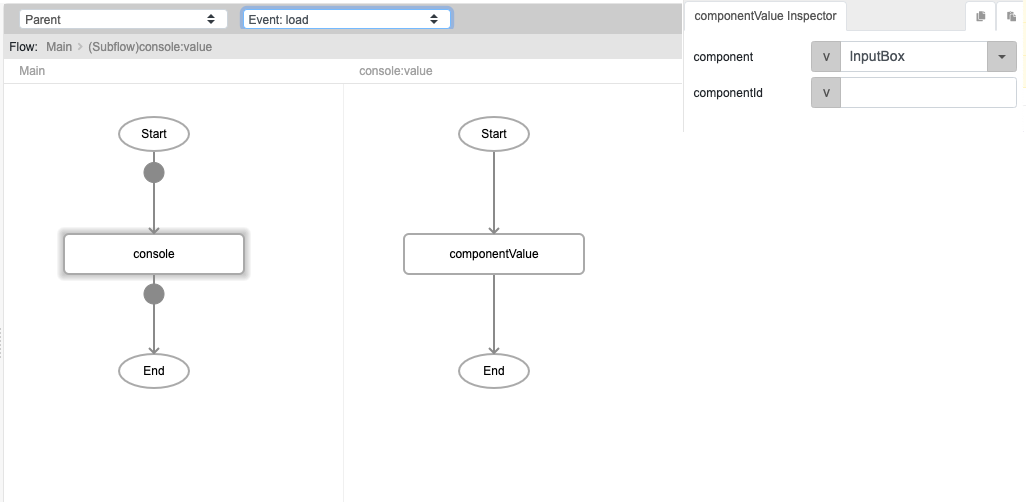 Parent
Event: load
componentValue Inspector
Flow: Main > (Subflow)console:value
component
v
InputBox
Main
console:value
componentId
v
Start
Start
console
componentValue
End
End